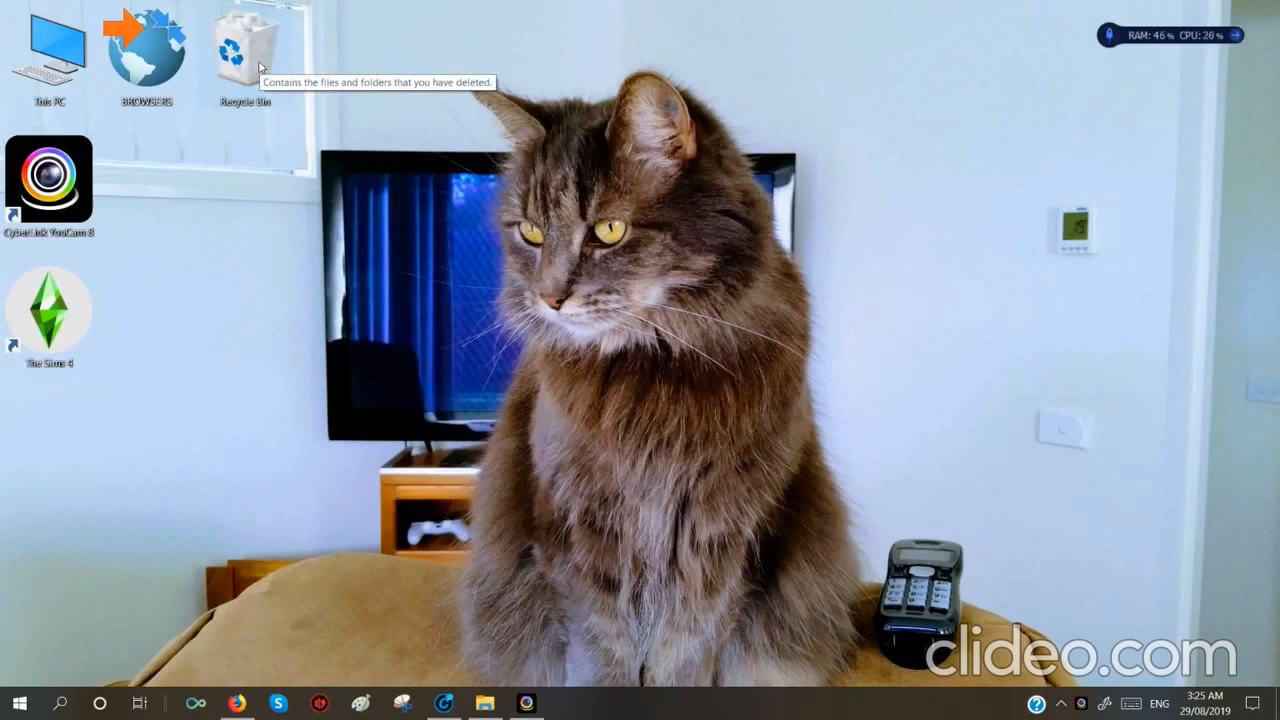 RAM: 46 % CPU: 20 %
Contains the files and folders that you have deleted.
This PC
BROWSERS
Recycle Bin
CyberLink YouCam 8
The Sims 4
clideo.com
ENG
3:25 AM
29/08/2019